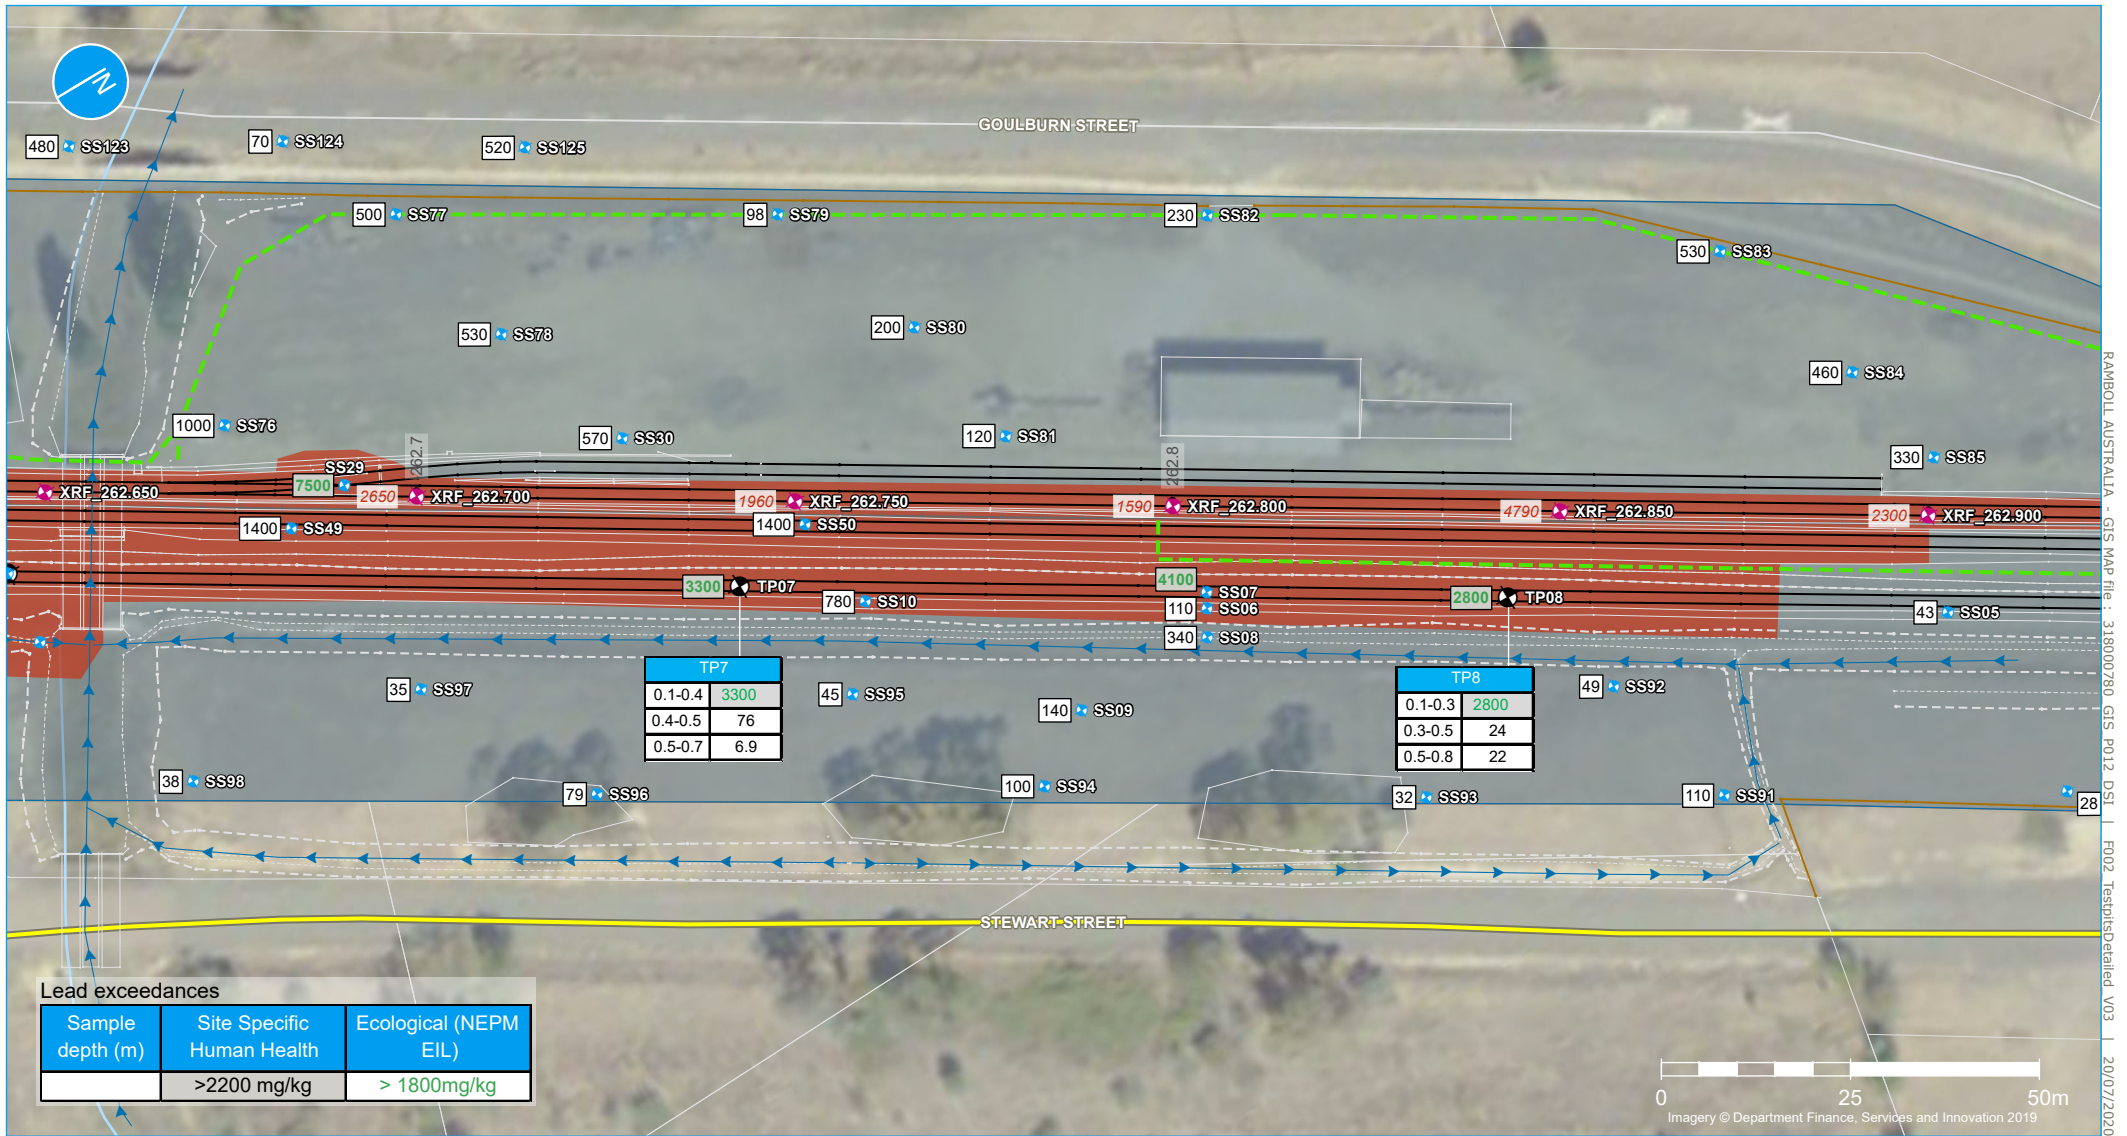 N
GOULBURN STREET
480 SS123
70 SS124
520 SS125
500 SS77
98 SS79
230 SS82
530 SS83
530 SS78
200 SS80
460 SS84
1000 SS76
570 SS30
120 SS81
330 SS85
262.7
262.8
SS29
7500
XRF_262.650
2650 XRF_262.700
1960 XRF_262.750
1590 XRF_262.800
4790 XRF_262.850
2300 XRF_262.900
1400 SS49
1400 SS50
3300 TP07
780 SS10
4100 SS07
110 SS06
340 SS08
2800 TP08
43 SS05
35 SS97
45 SS95
140 SS09
49 SS92
TP7
0.1-0.4 3300
0.4-0.5 76
0.5-0.7 6.9
TP8
0.1-0.3 2800
0.3-0.5 24
0.5-0.8 22
38 SS98
79 SS96
100 SS94
32 SS93
110 SS91
28
STEWART STREET
Lead exceedances
Sample depth (m)
Site Specific Human Health
Ecological (NEPM EIL)
>2200 mg/kg
> 1800mg/kg
0 25 50m
Imagery © Department Finance, Services and Innovation 2019
RAMBOLL AUSTRALIA - GIS MAP file : 318000780_GIS_P012_DSI | F002_TestpitsDetailed_V03 | 20/07/2020